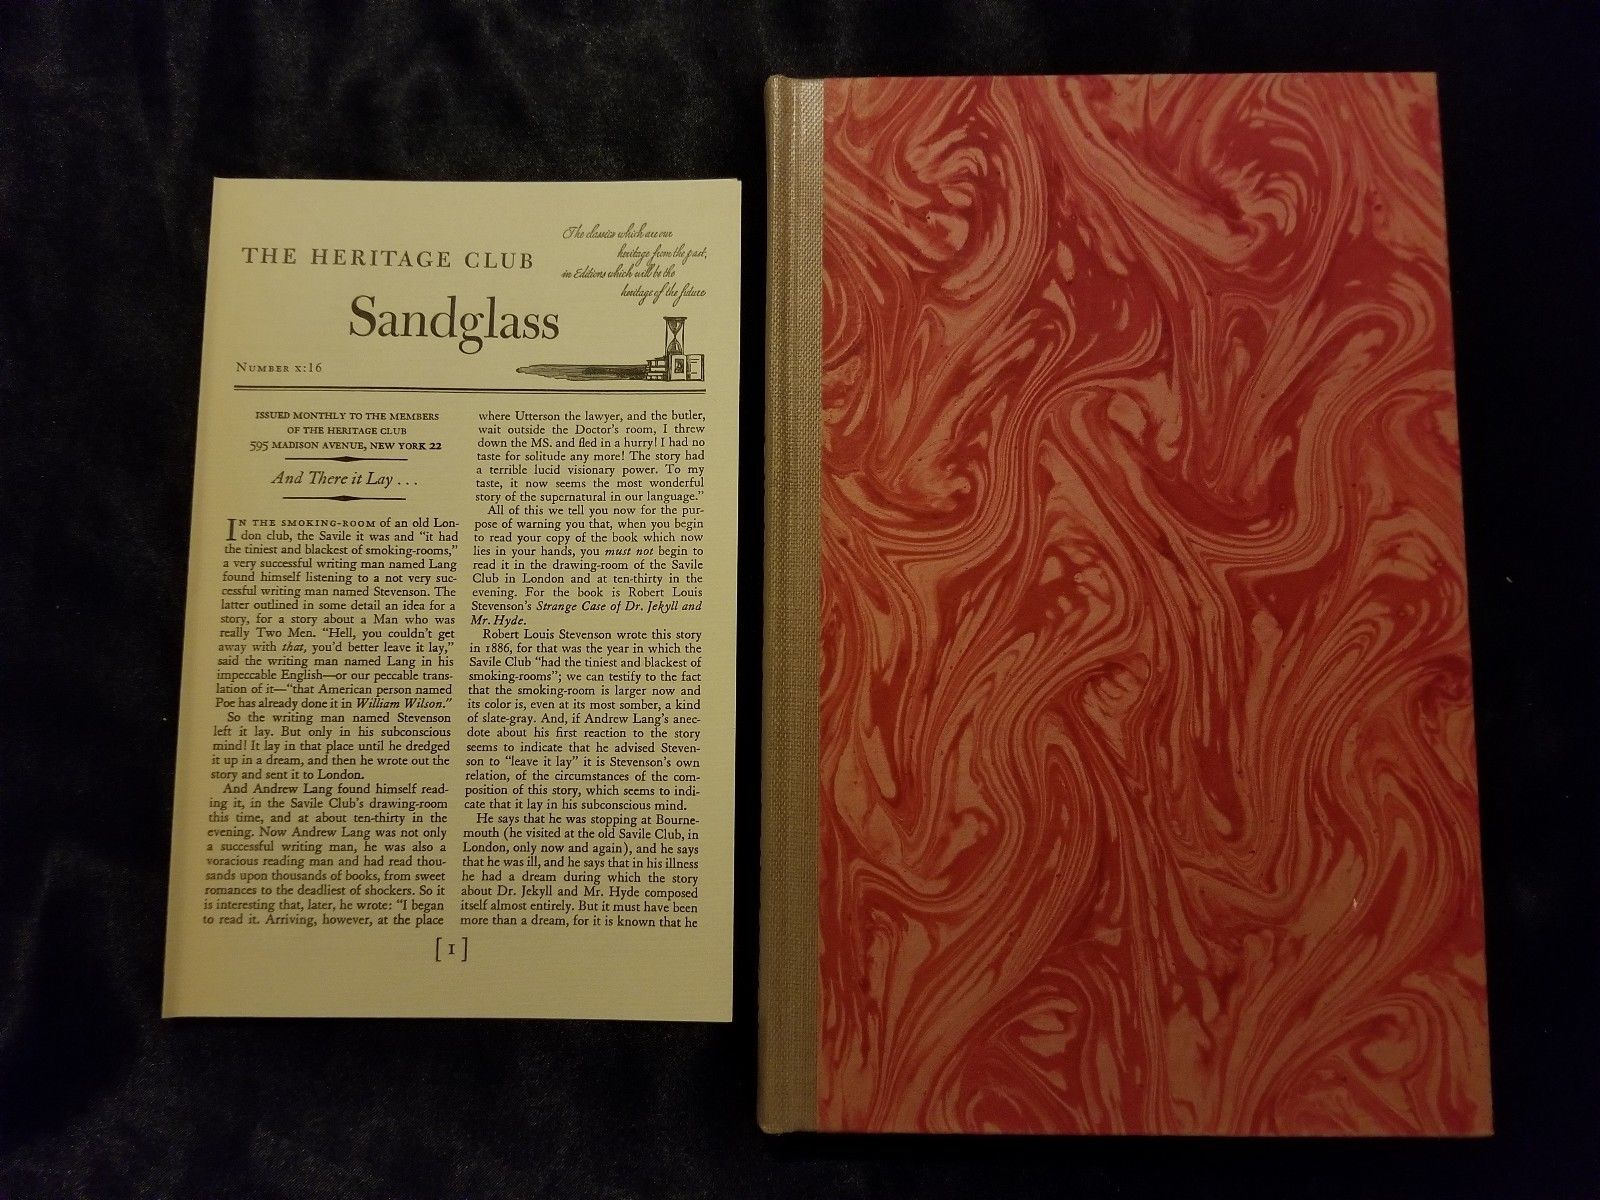 THE HERITAGE CLUB
The classics which are our
heritage from the past,
in Editions which will be the
heritage of the future
Sandglass
NUMBER X:16
ISSUED MONTHLY TO THE MEMBERS
OF THE HERITAGE CLUB
595 MADISON AVENUE, NEW YORK 22
And There it Lay . . .
IN THE SMOKING-ROOM of an old Lon-
don club, the Savile it was and “it had
the tiniest and blackest of smoking-rooms,”
a very successful writing man named Lang
found himself listening to a not very suc-
cessful writing man named Stevenson. The
latter outlined in some detail an idea for a
story, for a story about a Man who was
really Two Men. “Hell, you couldn't get
away with that, you'd better leave it lay,”
said the writing man named Lang in his
impeccable English—or our peccable trans-
lation of it—“that American person named
Poe has already done it in William Wilson.”
So the writing man named Stevenson
left it lay. But only in his subconscious
mind! It lay in that place until he dredged
it up in a dream, and then he wrote out the
story and sent it to London.
And Andrew Lang found himself read-
ing it, in the Savile Club's drawing-room
this time, and at about ten-thirty in the
evening. Now Andrew Lang was not only
a successful writing man, he was also a
voracious reading man and had read thou-
sands upon thousands of books, from sweet
romances to the deadliest of shockers. So it
is interesting that, later, he wrote: “I began
to read it. Arriving, however, at the place
where Utterson the lawyer, and the butler,
wait outside the Doctor's room, I threw
down the MS. and fled in a hurry! I had no
taste for solitude any more! The story had
a terrible lucid visionary power. To my
taste, it now seems the most wonderful
story of the supernatural in our language.”
All of this we tell you now for the pur-
pose of warning you that, when you begin
to read your copy of the book which now
lies in your hands, you must not begin to
read it in the drawing-room of the Savile
Club in London and at ten-thirty in the
evening. For the book is Robert Louis
Stevenson's Strange Case of Dr. Jekyll and
Mr. Hyde.
Robert Louis Stevenson wrote this story
in 1886, for that was the year in which the
Savile Club “had the tiniest and blackest of
smoking-rooms”; we can testify to the fact
that the smoking-room is larger now and
its color is, even at its most somber, a kind
of slate-gray. And, if Andrew Lang's anec-
dote about his first reaction to the story
seems to indicate that he advised Steven-
son to “leave it lay” it is Stevenson's own
relation, of the circumstances of the com-
position of this story, which seems to indi-
cate that it lay in his subconscious mind.
He says that he was stopping at Bourne-
mouth (he visited at the old Savile Club, in
London, only now and again), and he says
that he was ill, and he says that in his illness
he had a dream during which the story
about Dr. Jekyll and Mr. Hyde composed
itself almost entirely. But it must have been
more than a dream, for it is known that he
[ 1 ]